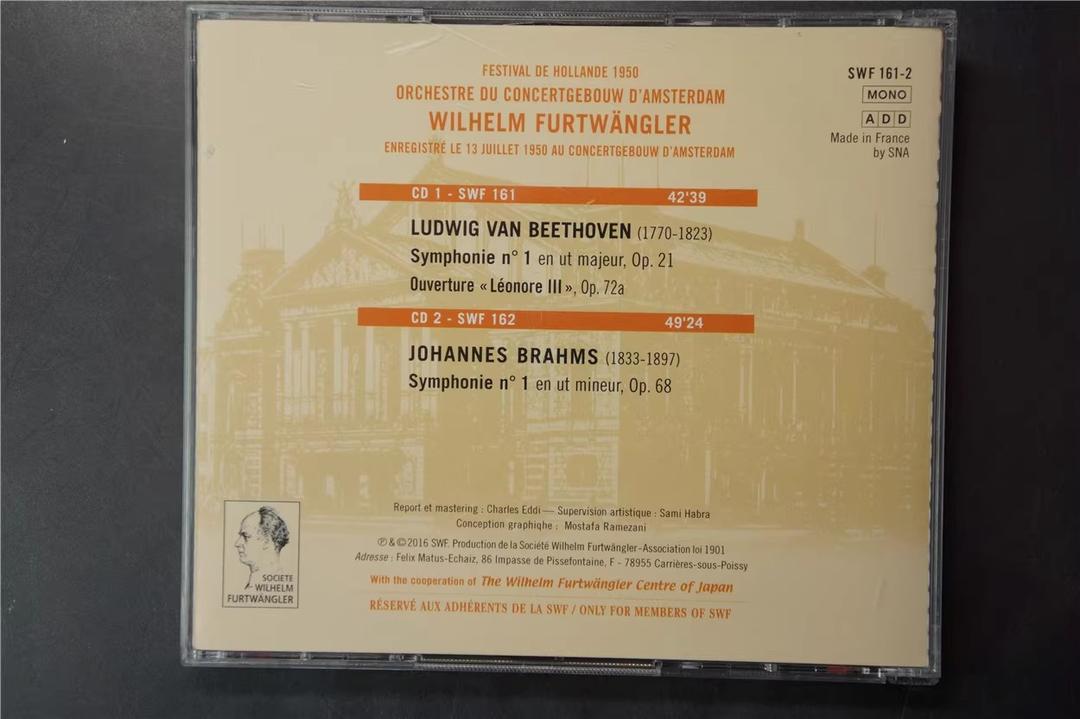 FESTIVAL DE HOLLANDE 1950
ORCHESTRE DU CONCERTGEBOUW D'AMSTERDAM
WILHELM FURTWÄNGLER
ENREGISTRÉ LE 13 JUILLET 1950 AU CONCERTGEBOUW D'AMSTERDAM
SWF 161-2
MONO
ADD
Made in France
by SNA
CD 1 - SWF 161 42'39
LUDWIG VAN BEETHOVEN (1770-1823)
Symphonie n° 1 en ut majeur, Op. 21
Ouverture « Léonore III », Op. 72a
CD 2 - SWF 162 49'24
JOHANNES BRAHMS (1833-1897)
Symphonie n° 1 en ut mineur, Op. 68
Report et mastering : Charles Eddi — Supervision artistique : Sami Habra
Conception graphiqhe : Mostafa Ramezani
℗ & © 2016 SWF. Production de la Société Wilhelm Furtwängler - Association loi 1901
Adresse : Felix Matus-Echaiz, 86 Impasse de Pissefontaine, F - 78955 Carrières-sous-Poissy
With the cooperation of The Wilhelm Furtwängler Centre of Japan
RÉSERVÉ AUX ADHÉRENTS DE LA SWF / ONLY FOR MEMBERS OF SWF
SOCIETE
WILHELM
FURTWÄNGLER